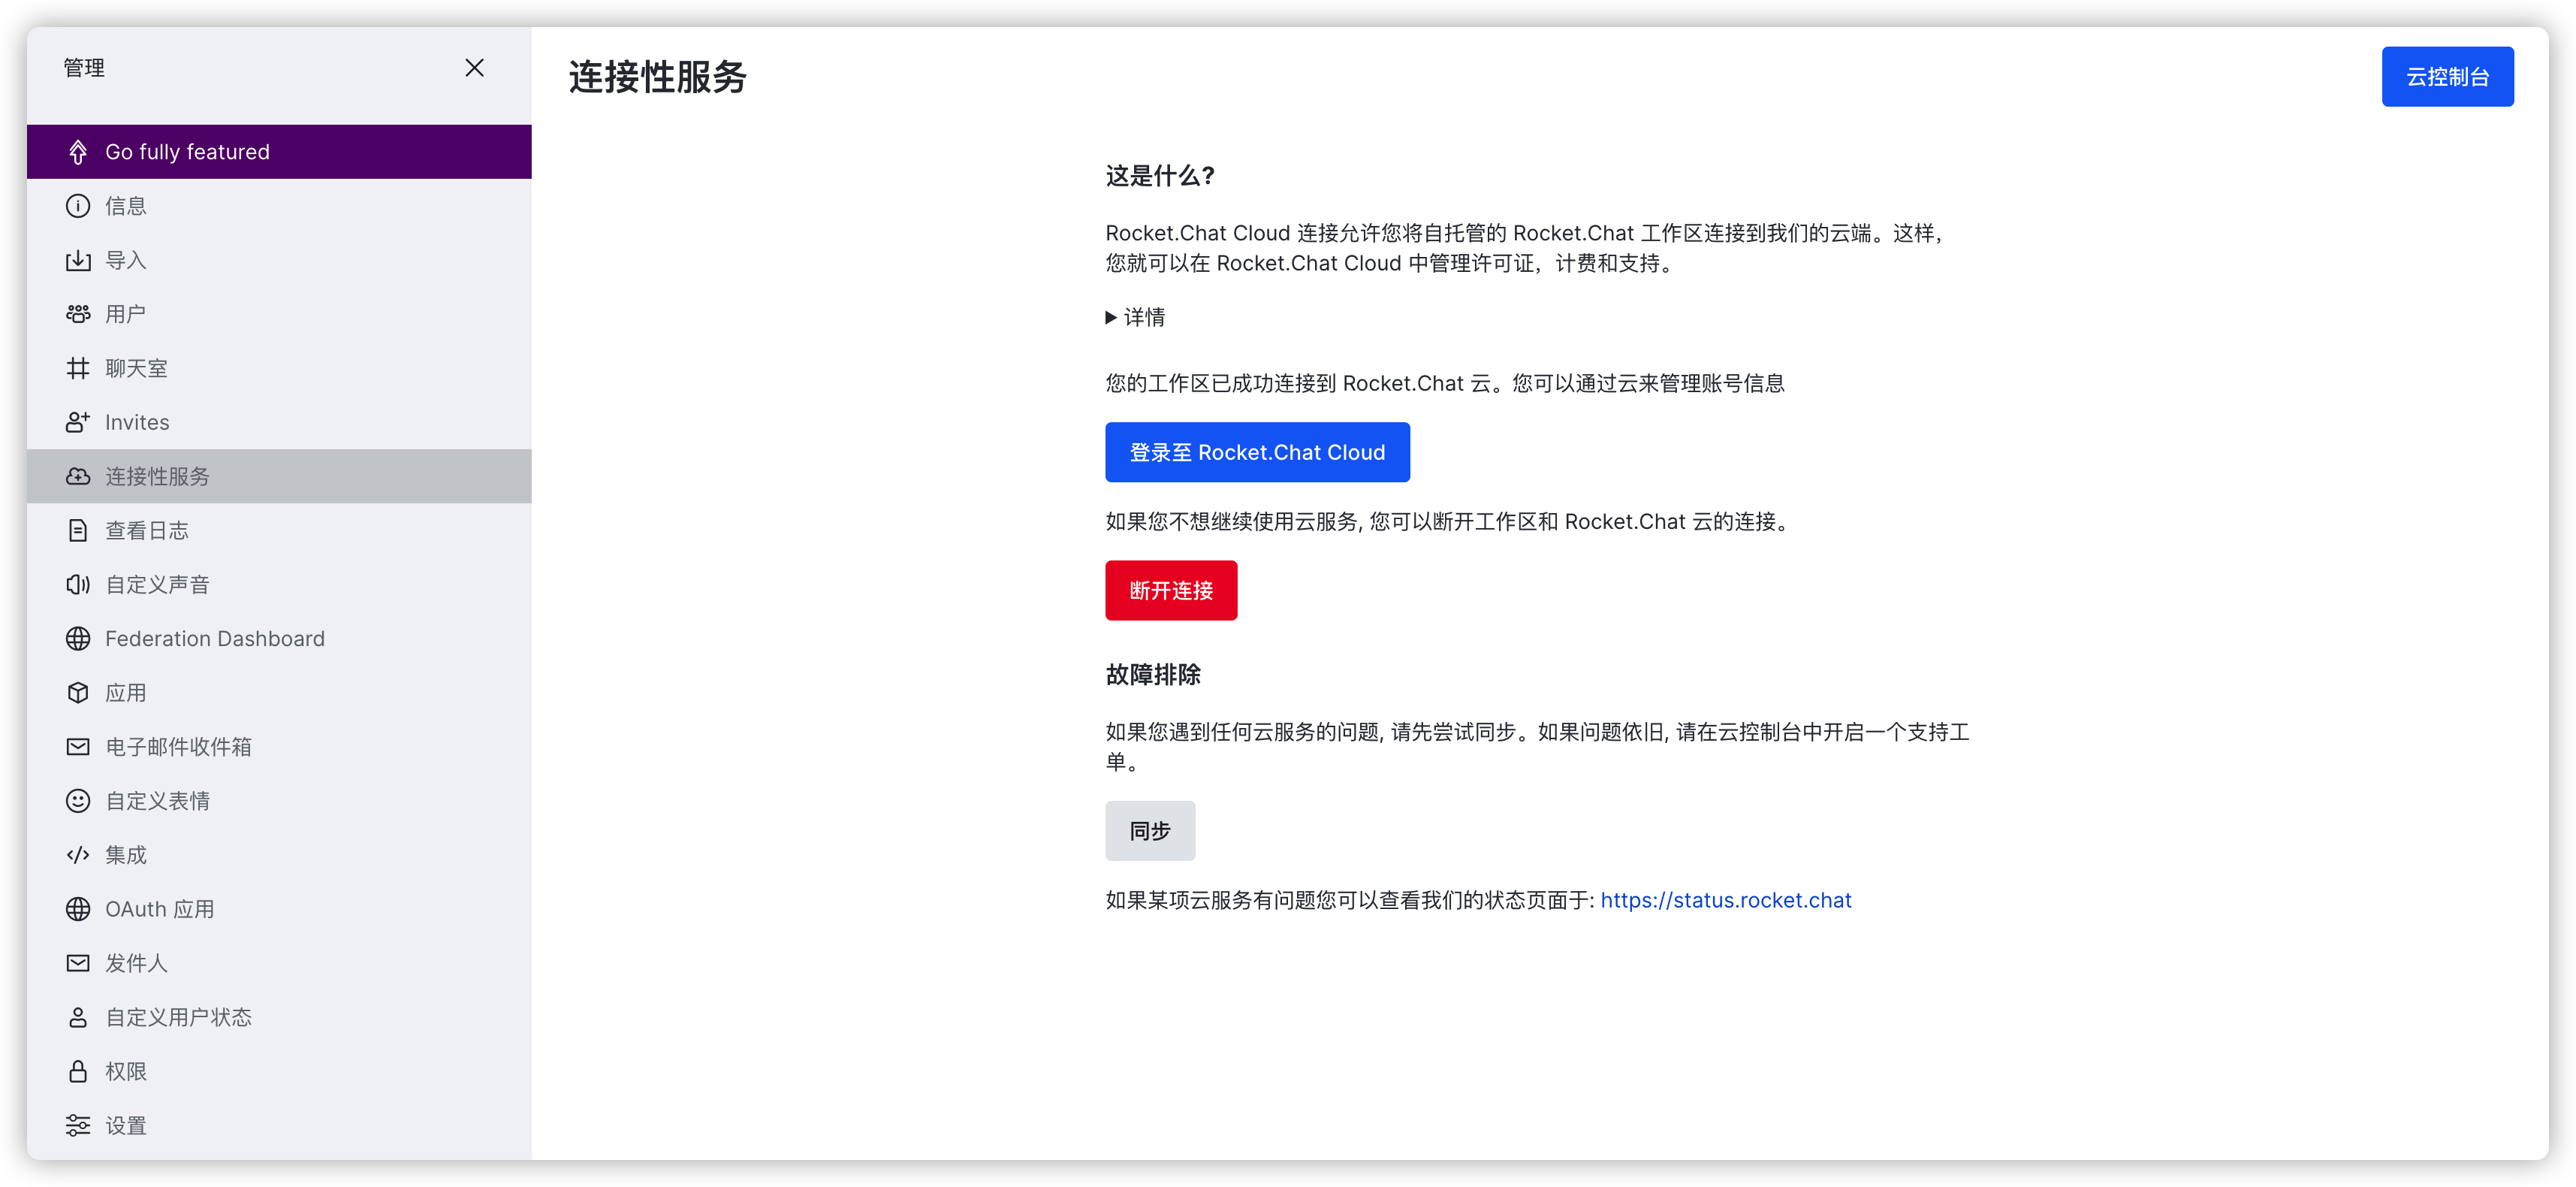 管理
Go fully featured
信息
导入
用户
聊天室
Invites
连接性服务
查看日志
自定义声音
Federation Dashboard
应用
电子邮件收件箱
自定义表情
集成
OAuth 应用
发件人
自定义用户状态
权限
设置
连接性服务
云控制台
这是什么?
Rocket.Chat Cloud 连接允许您将自托管的 Rocket.Chat 工作区连接到我们的云端。这样,
您就可以在 Rocket.Chat Cloud 中管理许可证，计费和支持。
详情
您的工作区已成功连接到 Rocket.Chat 云。您可以通过云来管理账号信息
登录至 Rocket.Chat Cloud
如果您不想继续使用云服务, 您可以断开工作区和 Rocket.Chat 云的连接。
断开连接
故障排除
如果您遇到任何云服务的问题, 请先尝试同步。如果问题依旧, 请在云控制台中开启一个支持工
单。
同步
如果某项云服务有问题您可以查看我们的状态页面于: https://status.rocket.chat